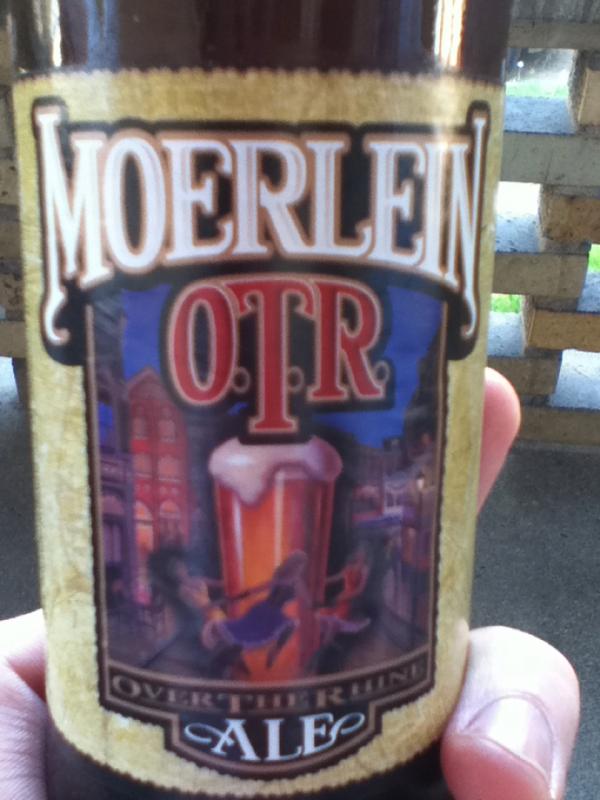 MOERLEIN
O.T.R.
OVER THE RHINE
ALE